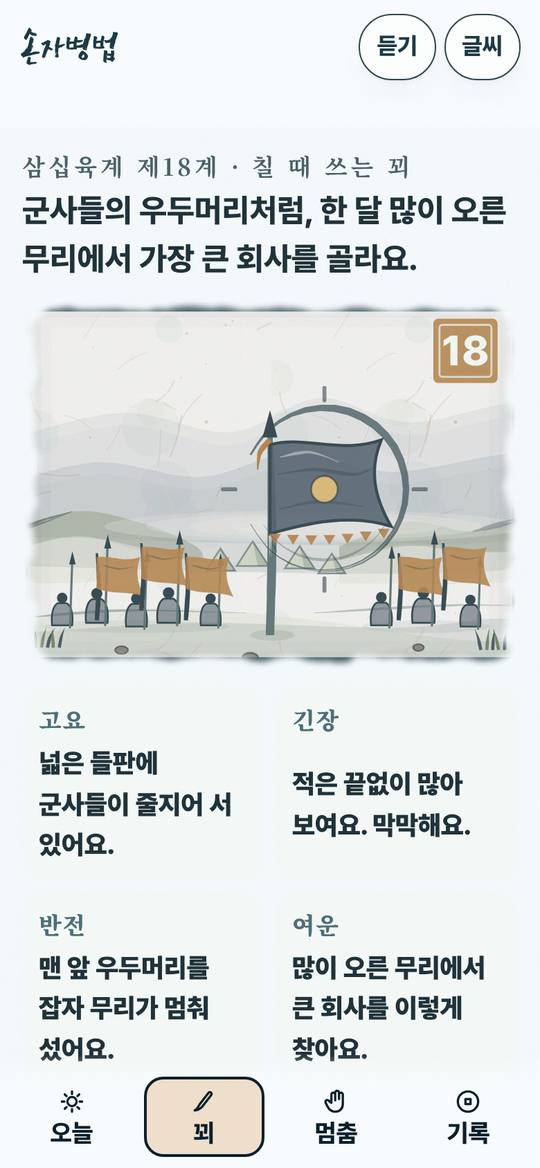 손자병법
듣기
글씨
삼십육계 제18계 · 칠 때 쓰는 꾀
군사들의 우두머리처럼, 한 달 많이 오른
무리에서 가장 큰 회사를 골라요.
18
고요
넓은 들판에
군사들이 줄지어 서
있어요.
긴장
적은 끝없이 많아
보여요. 막막해요.
반전
맨 앞 우두머리를
잡자 무리가 멈춰
섰어요.
여운
많이 오른 무리에서
큰 회사를 이렇게
찾아요.
오늘
꾀
멈춤
기록